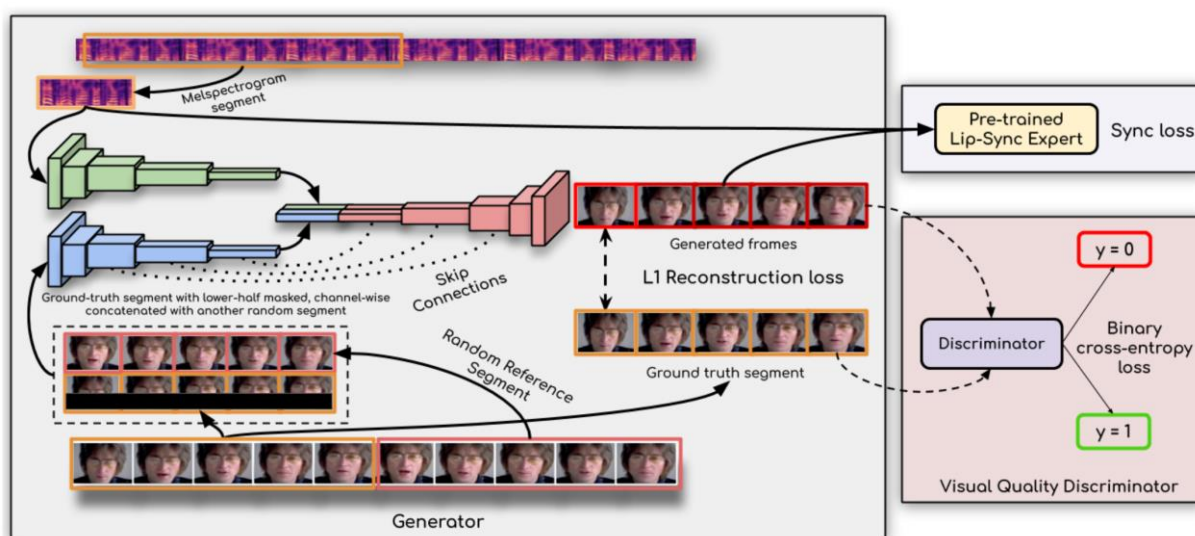 Melspectrogram
segment
Pre-trained
Lip-Sync Expert
Sync loss
Generated frames
Skip
Connections
L1 Reconstruction loss
Ground-truth segment with lower-half masked, channel-wise
concatenated with another random segment
Random Reference
Segment
Ground truth segment
y = 0
Discriminator
Binary
cross-entropy
loss
y = 1
Visual Quality Discriminator
Generator